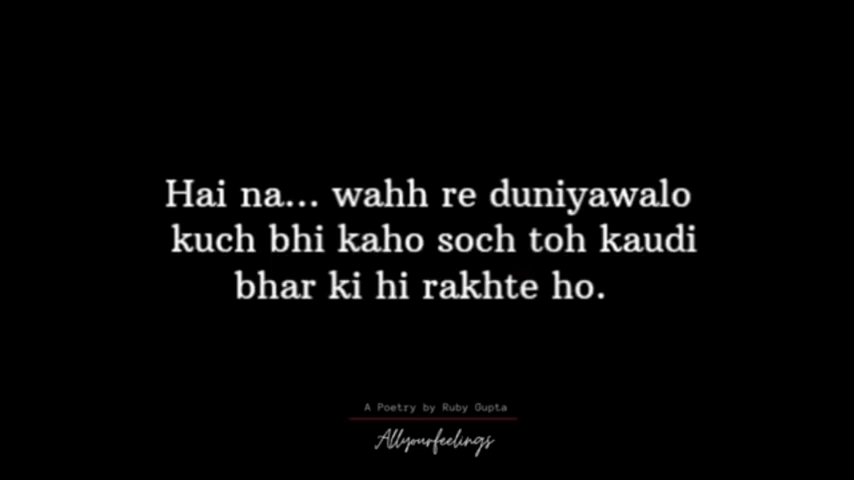 Hai na... wahh re duniyawalo
kuch bhi kaho soch toh kaudi
bhar ki hi rakhte ho.
A Poetry by Ruby Gupta
Allyourfeelings